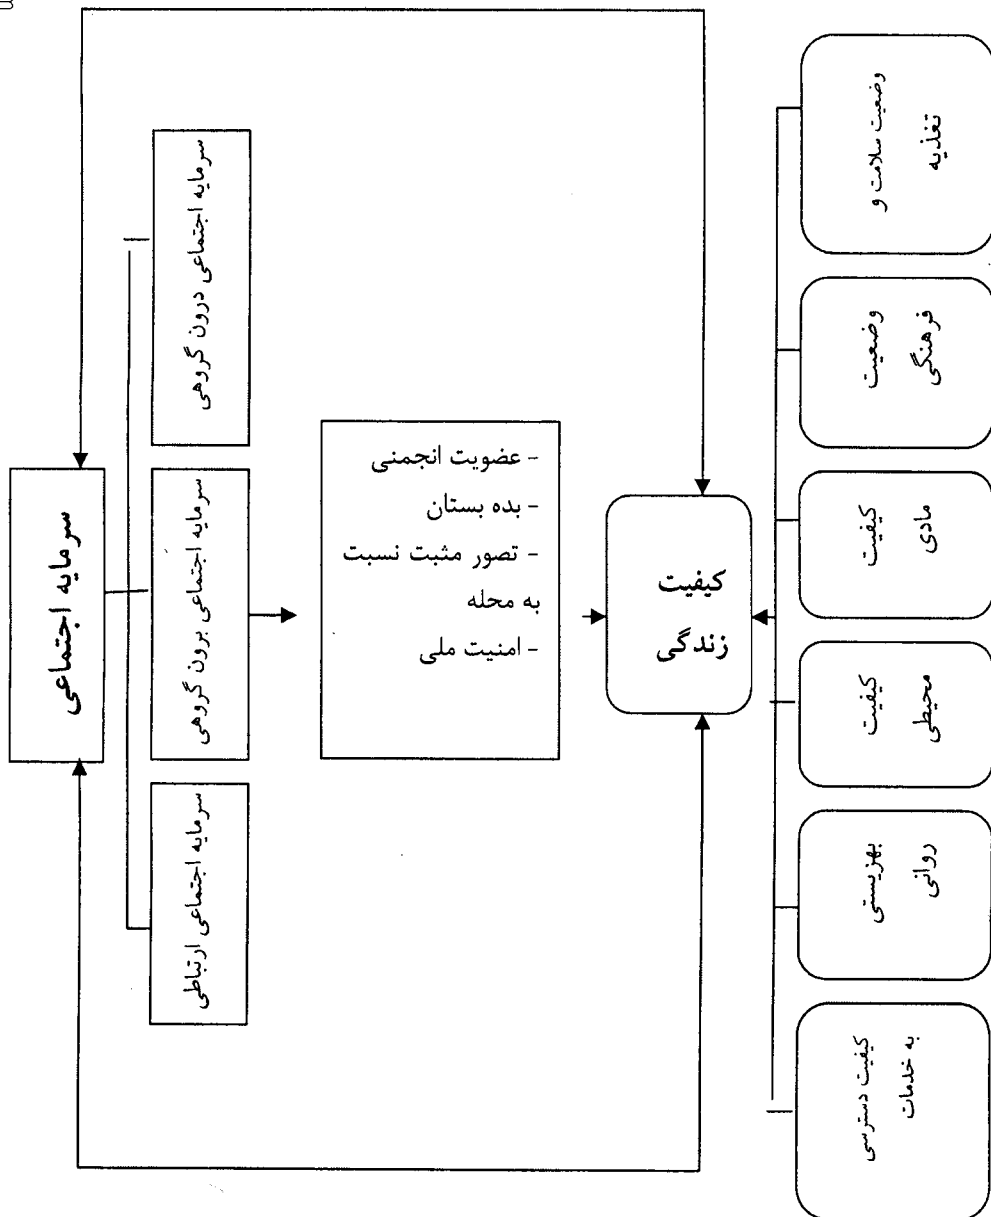 سرمایه اجتماعی
سرمایه اجتماعی درون گروهی
سرمایه اجتماعی برون گروهی
سرمایه اجتماعی ارتباطی
- عضویت انجمنی
- بده بستان
- تصور مثبت نسبت
به محله
- امنیت ملی
کیفیت
زندگی
وضعیت سلامت و
تغذیه
وضعیت
فرهنگی
کیفیت
مادی
کیفیت
محیطی
بهزیستی
روانی
کیفیت دسترسی
به خدمات